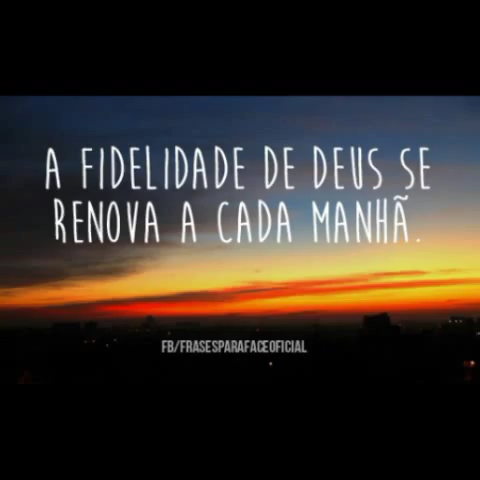 A FIDELIDADE DE DEUS SE
RENOVA A CADA MANHÃ.
FB/FRASESPARAFACEOFICIAL